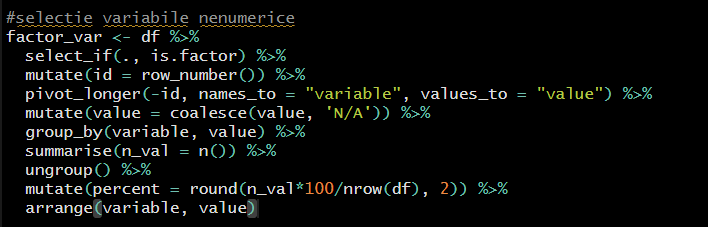 #selectie variabile nenumerice
factor_var <- df %>%
  select_if(., is.factor) %>%
  mutate(id = row_number()) %>%
  pivot_longer(-id, names_to = "variable", values_to = "value") %>%
  mutate(value = coalesce(value, 'N/A')) %>%
  group_by(variable, value) %>%
  summarise(n_val = n()) %>%
  ungroup() %>%
  mutate(percent = round(n_val*100/nrow(df), 2)) %>%
  arrange(variable, value)